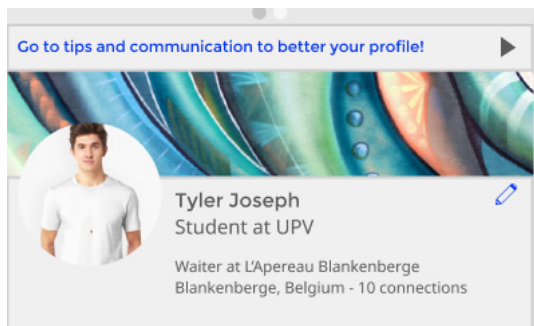 Go to tips and communication to better your profile!
Tyler Joseph
Student at UPV
Waiter at L'Apereau Blankenberge
Blankenberge, Belgium - 10 connections